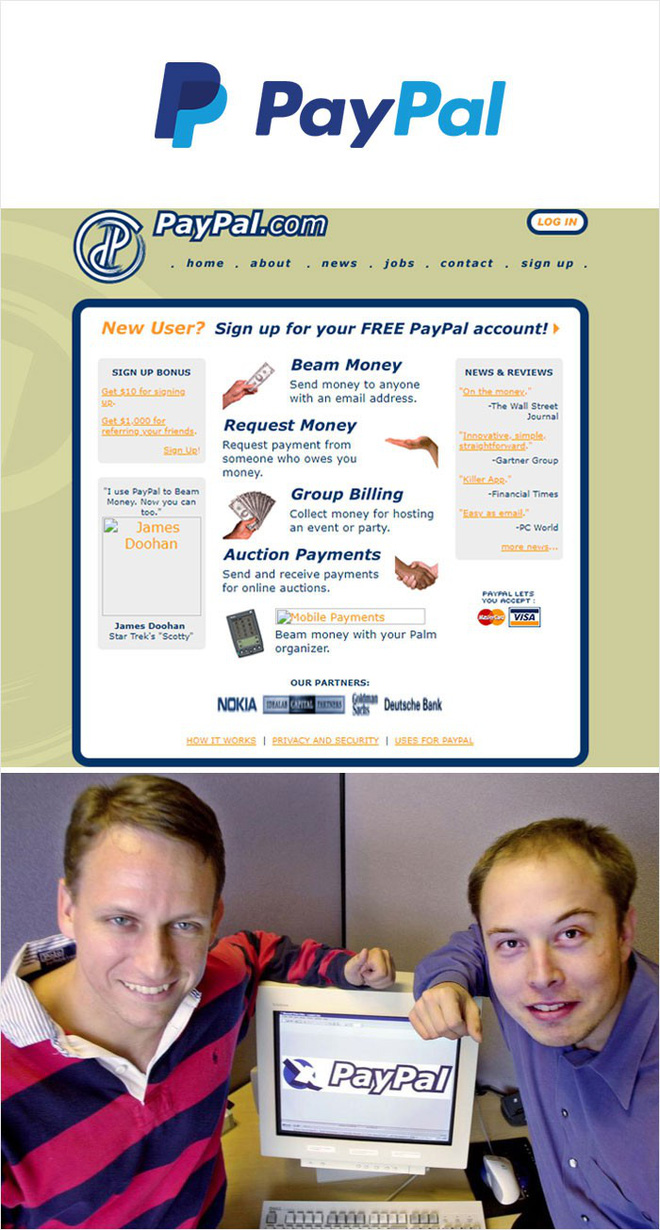 PayPal
PayPal.com
LOG IN
. home . about . news . jobs . contact . sign up .
New User? Sign up for your FREE PayPal account!
SIGN UP BONUS
Get $10 for signing
up.
Get $1,000 for
referring your friends.
Sign Up!
"I use PayPal to Beam
Money. Now you can
too."
James
Doohan
James Doohan
Star Trek's "Scotty"
Beam Money
Send money to anyone
with an email address.
Request Money
Request payment from
someone who owes you
money.
Group Billing
Collect money for hosting
an event or party.
Auction Payments
Send and receive payments
for online auctions.
Mobile Payments
Beam money with your Palm
organizer.
NEWS & REVIEWS
"On the money."
-The Wall Street
Journal
"Innovative, simple,
straightforward."
-Gartner Group
"Killer App."
-Financial Times
"Easy as email."
-PC World
more news...
PAYPAL LETS
YOU ACCEPT :
MasterCard VISA
OUR PARTNERS:
NOKIA IDEALAB CAPITAL PARTNERS Goldman
Sachs Deutsche Bank
HOW IT WORKS | PRIVACY AND SECURITY | USES FOR PAYPAL
PayPal